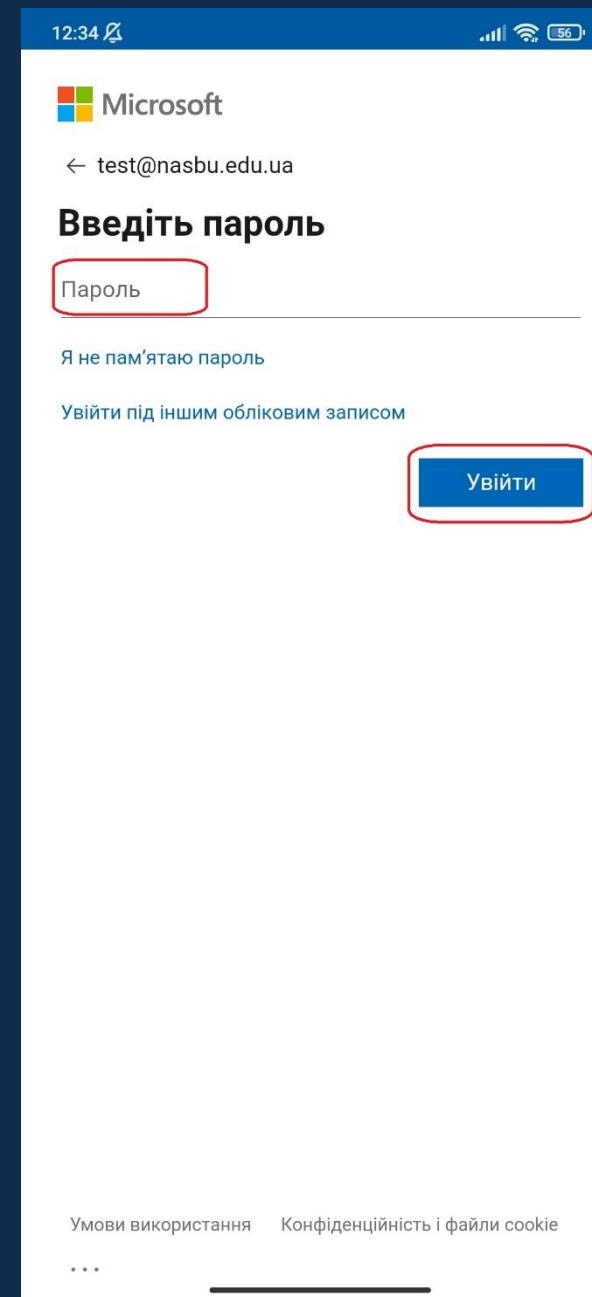 12:34 56
Microsoft
← test@nasbu.edu.ua
Введіть пароль
Пароль
Я не пам’ятаю пароль
Увійти під іншим обліковим записом
Увійти
Умови використання Конфіденційність і файли cookie
...